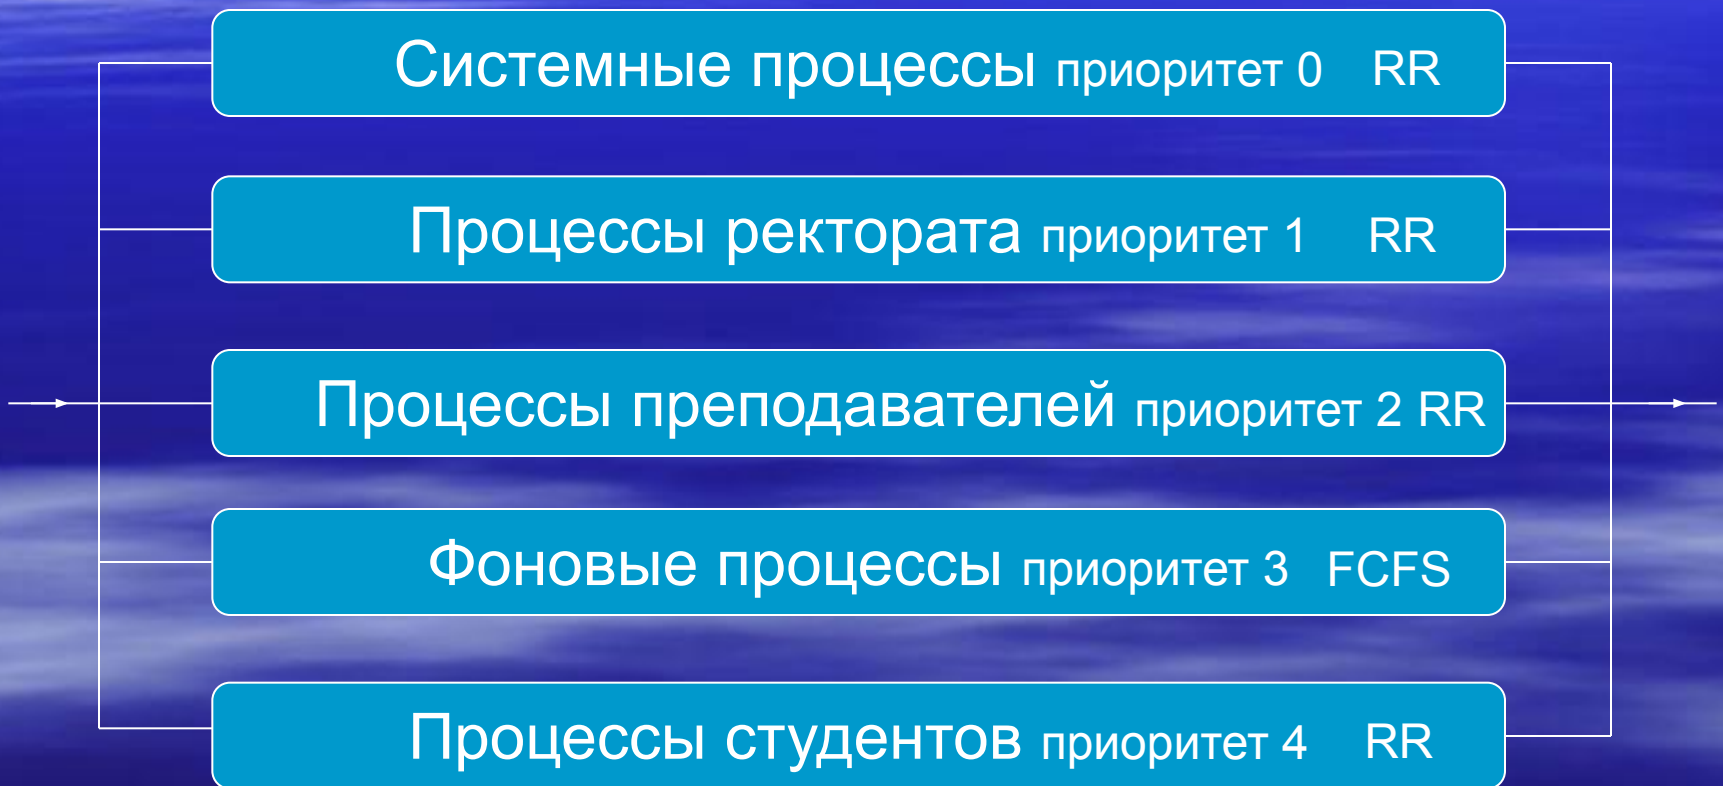 Системные процессы приоритет 0 RR
Процессы ректората приоритет 1 RR
Процессы преподавателей приоритет 2 RR
Фоновые процессы приоритет 3 FCFS
Процессы студентов приоритет 4 RR